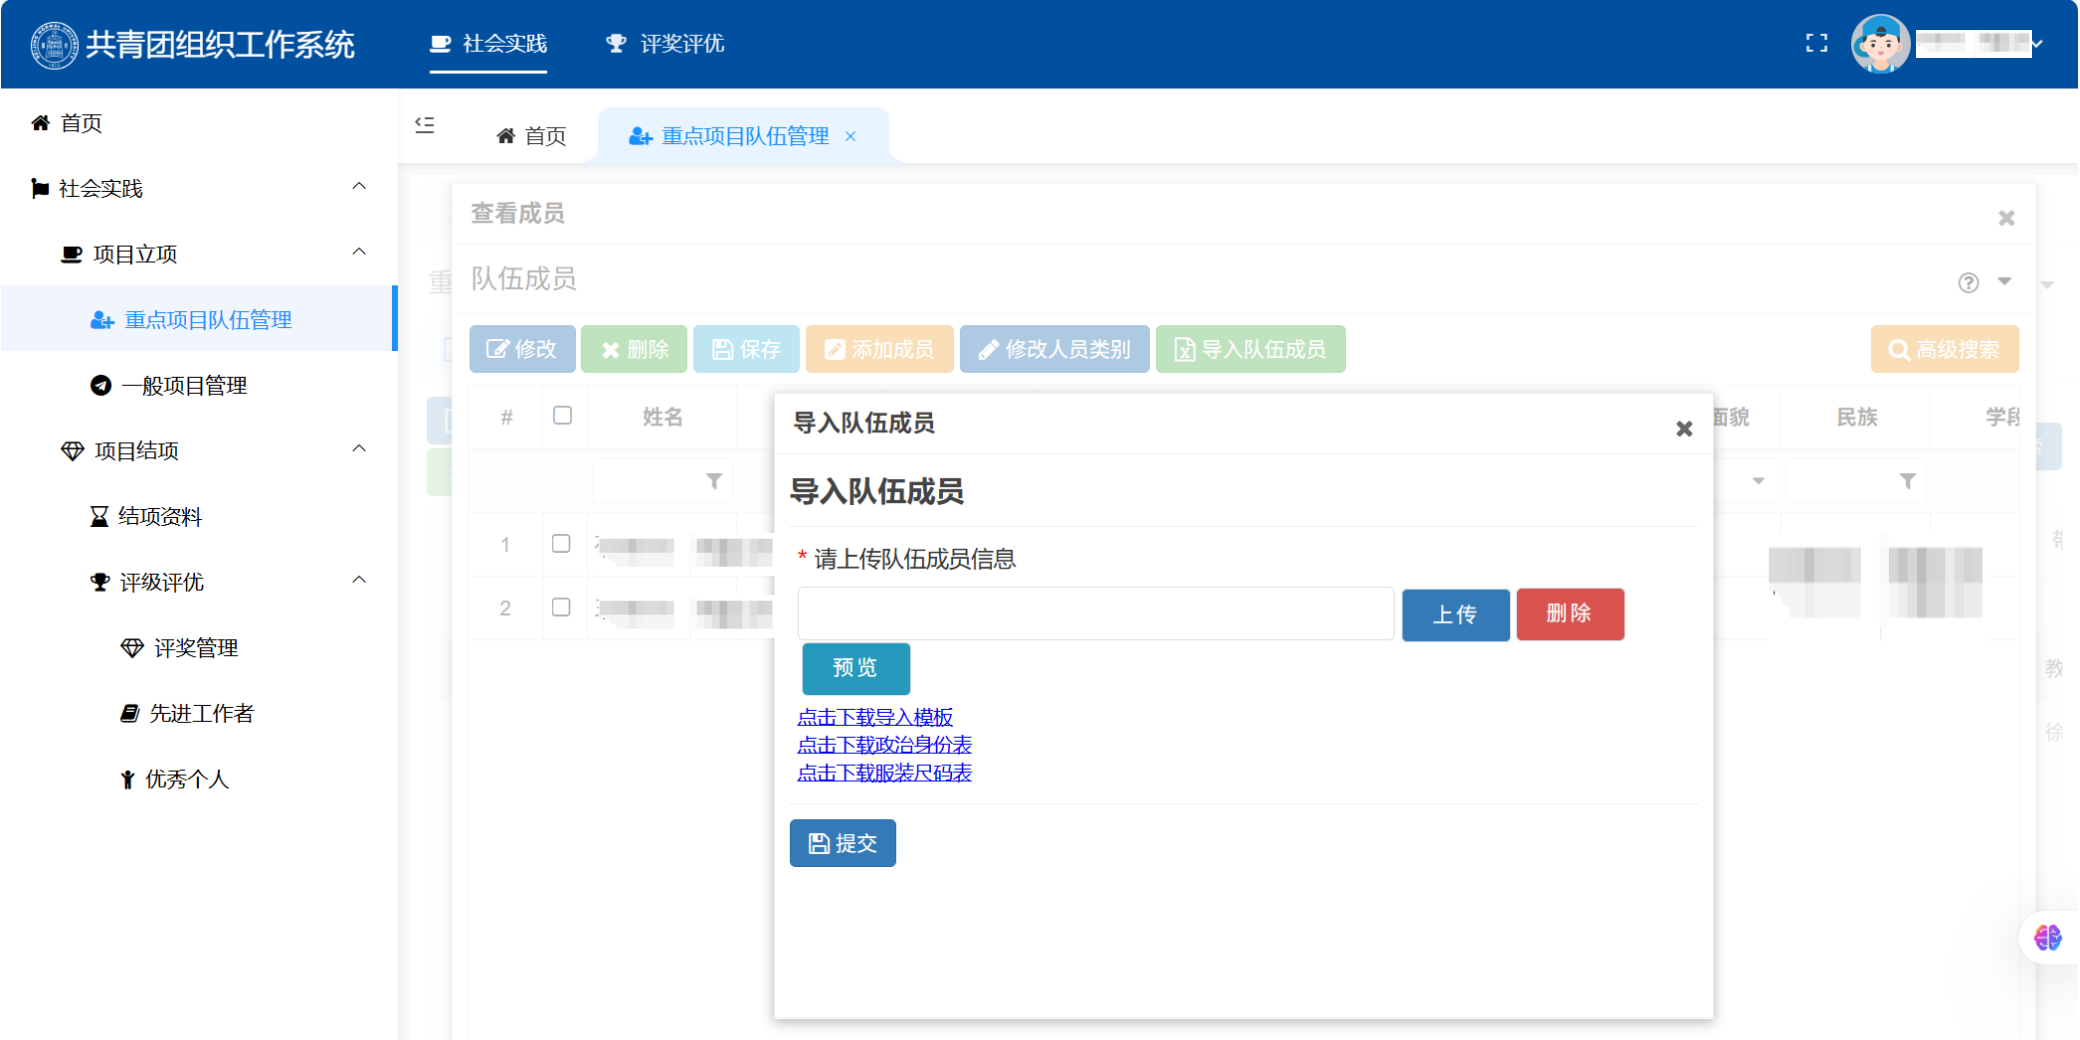 共青团组织工作系统
社会实践
评奖评优
首页
社会实践
项目立项
重点项目队伍管理
一般项目管理
项目结项
结项资料
评级评优
评奖管理
先进工作者
优秀个人
首页
重点项目队伍管理 ×
查看成员
重
队伍成员
修改
删除
保存
添加成员
修改人员类别
导入队伍成员
高级搜索
#
姓名
面貌
民族
学段
1
2
导入队伍成员
导入队伍成员
* 请上传队伍成员信息
上传
删除
预览
点击下载导入模板
点击下载政治身份表
点击下载服装尺码表
提交
教
徐